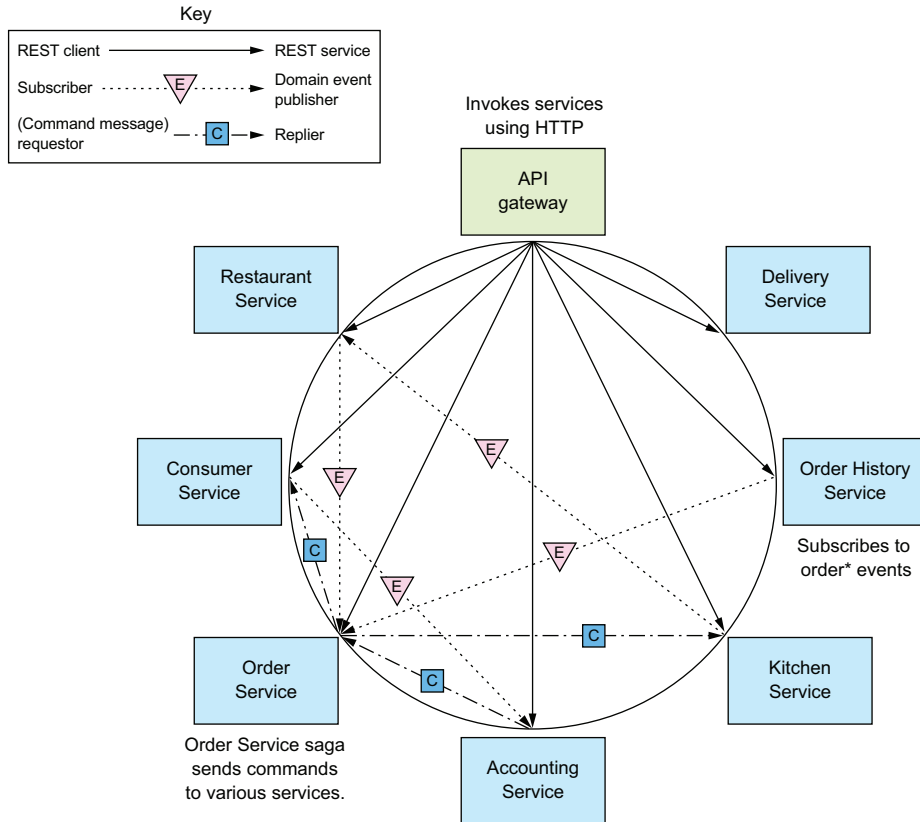 Key
REST client
REST service
Subscriber
E
Domain event
publisher
(Command message)
requestor
C
Replier
Invokes services
using HTTP
API
gateway
Restaurant
Service
Delivery
Service
E
E
Consumer
Service
Order History
Service
C
E
E
Subscribes to
order* events
C
C
Order
Service
Kitchen
Service
Order Service saga
sends commands
to various services.
Accounting
Service